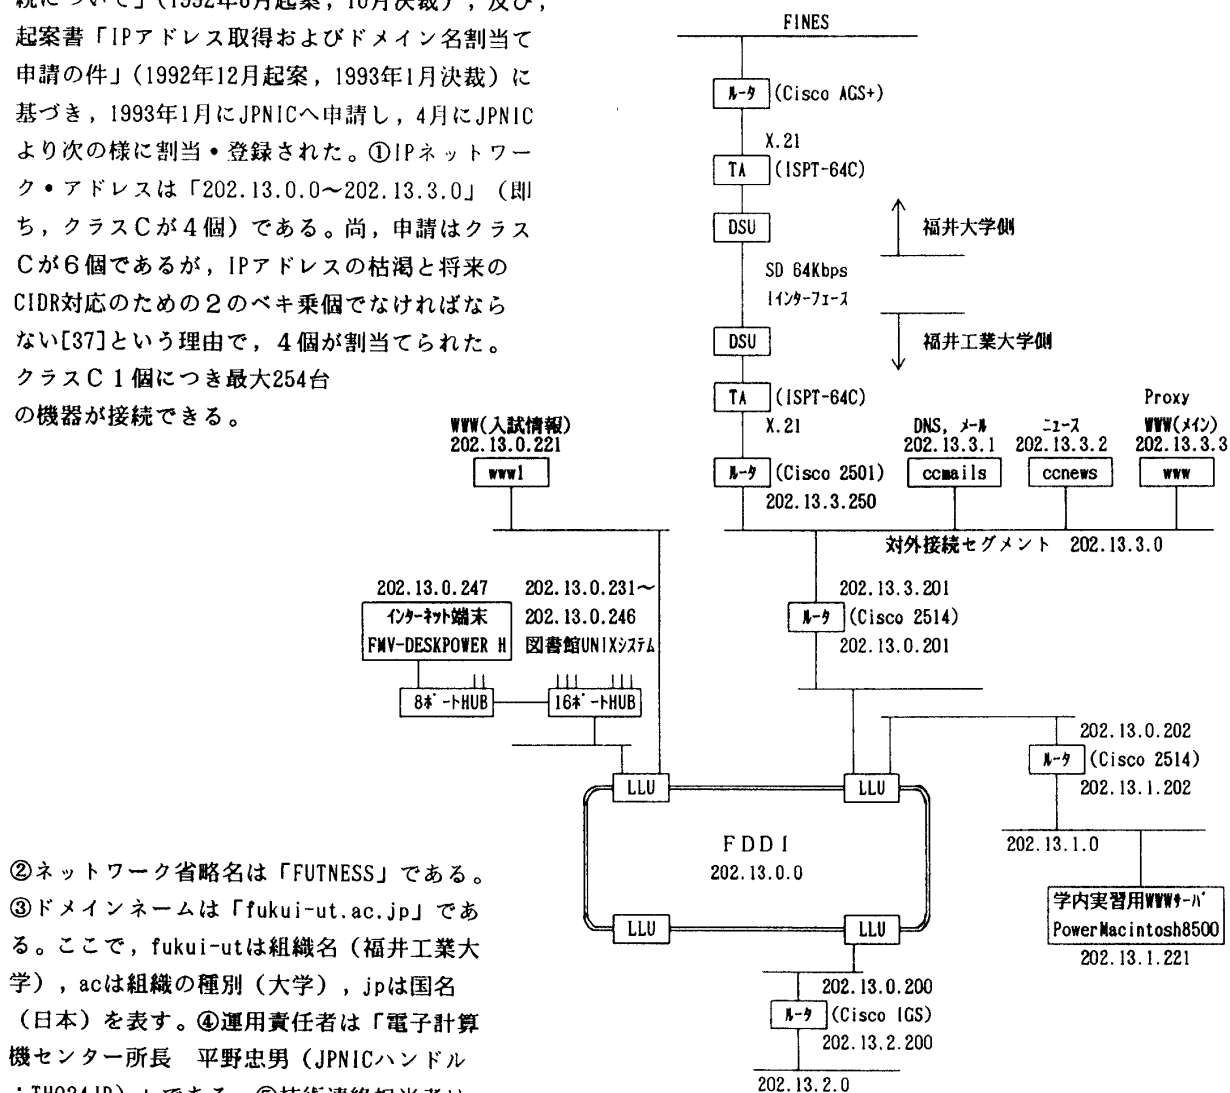 続について」(1992年8月起案，10月決裁)，及び，
起案書「IPアドレス取得およびドメイン名割当て
申請の件」(1992年12月起案，1993年1月決裁)に
基づき，1993年1月にJPNICへ申請し，4月にJPNIC
より次の様に割当・登録された。①IPネットワー
ク・アドレスは「202.13.0.0～202.13.3.0」(即
ち，クラスCが4個)である。尚，申請はクラス
Cが6個であるが，IPアドレスの枯渇と将来の
CIDR対応のための2のベキ乗個でなければなら
ない[37]という理由で，4個が割当てられた。
クラスC1個につき最大254台
の機器が接続できる。
FINES
ルータ (Cisco AGS+)
X.21
TA (ISPT-64C)
DSU
福井大学側
SD 64Kbps
Iインターフェース
DSU
福井工業大学側
TA (ISPT-64C)
X.21
ルータ (Cisco 2501)
202.13.3.250
DNS, メール
202.13.3.1
ccmails
ニュース
202.13.3.2
ccnews
Proxy
WWW(メイン)
202.13.3.3
www
WWW(入試情報)
202.13.0.221
www1
対外接続セグメント 202.13.3.0
202.13.0.247
インターネット端末
FMV-DESKPOWER H
202.13.0.231～
202.13.0.246
図書館UNIXシステム
8ポートHUB
16ポートHUB
202.13.3.201
ルータ (Cisco 2514)
202.13.0.201
202.13.0.202
ルータ (Cisco 2514)
202.13.1.202
LLU
LLU
FDDI
202.13.0.0
LLU
LLU
202.13.1.0
学内実習用WWWサーバ
PowerMacintosh8500
202.13.1.221
202.13.0.200
ルータ (Cisco IGS)
202.13.2.200
202.13.2.0
②ネットワーク省略名は「FUTNESS」である。
③ドメインネームは「fukui-ut.ac.jp」であ
る。ここで，fukui-utは組織名(福井工業大
学)，acは組織の種別(大学)，jpは国名
(日本)を表す。④運用責任者は「電子計算
機センター所長 平野忠男(JPNICハンドル
:TH024JP)」である。⑤技術連絡担当者は